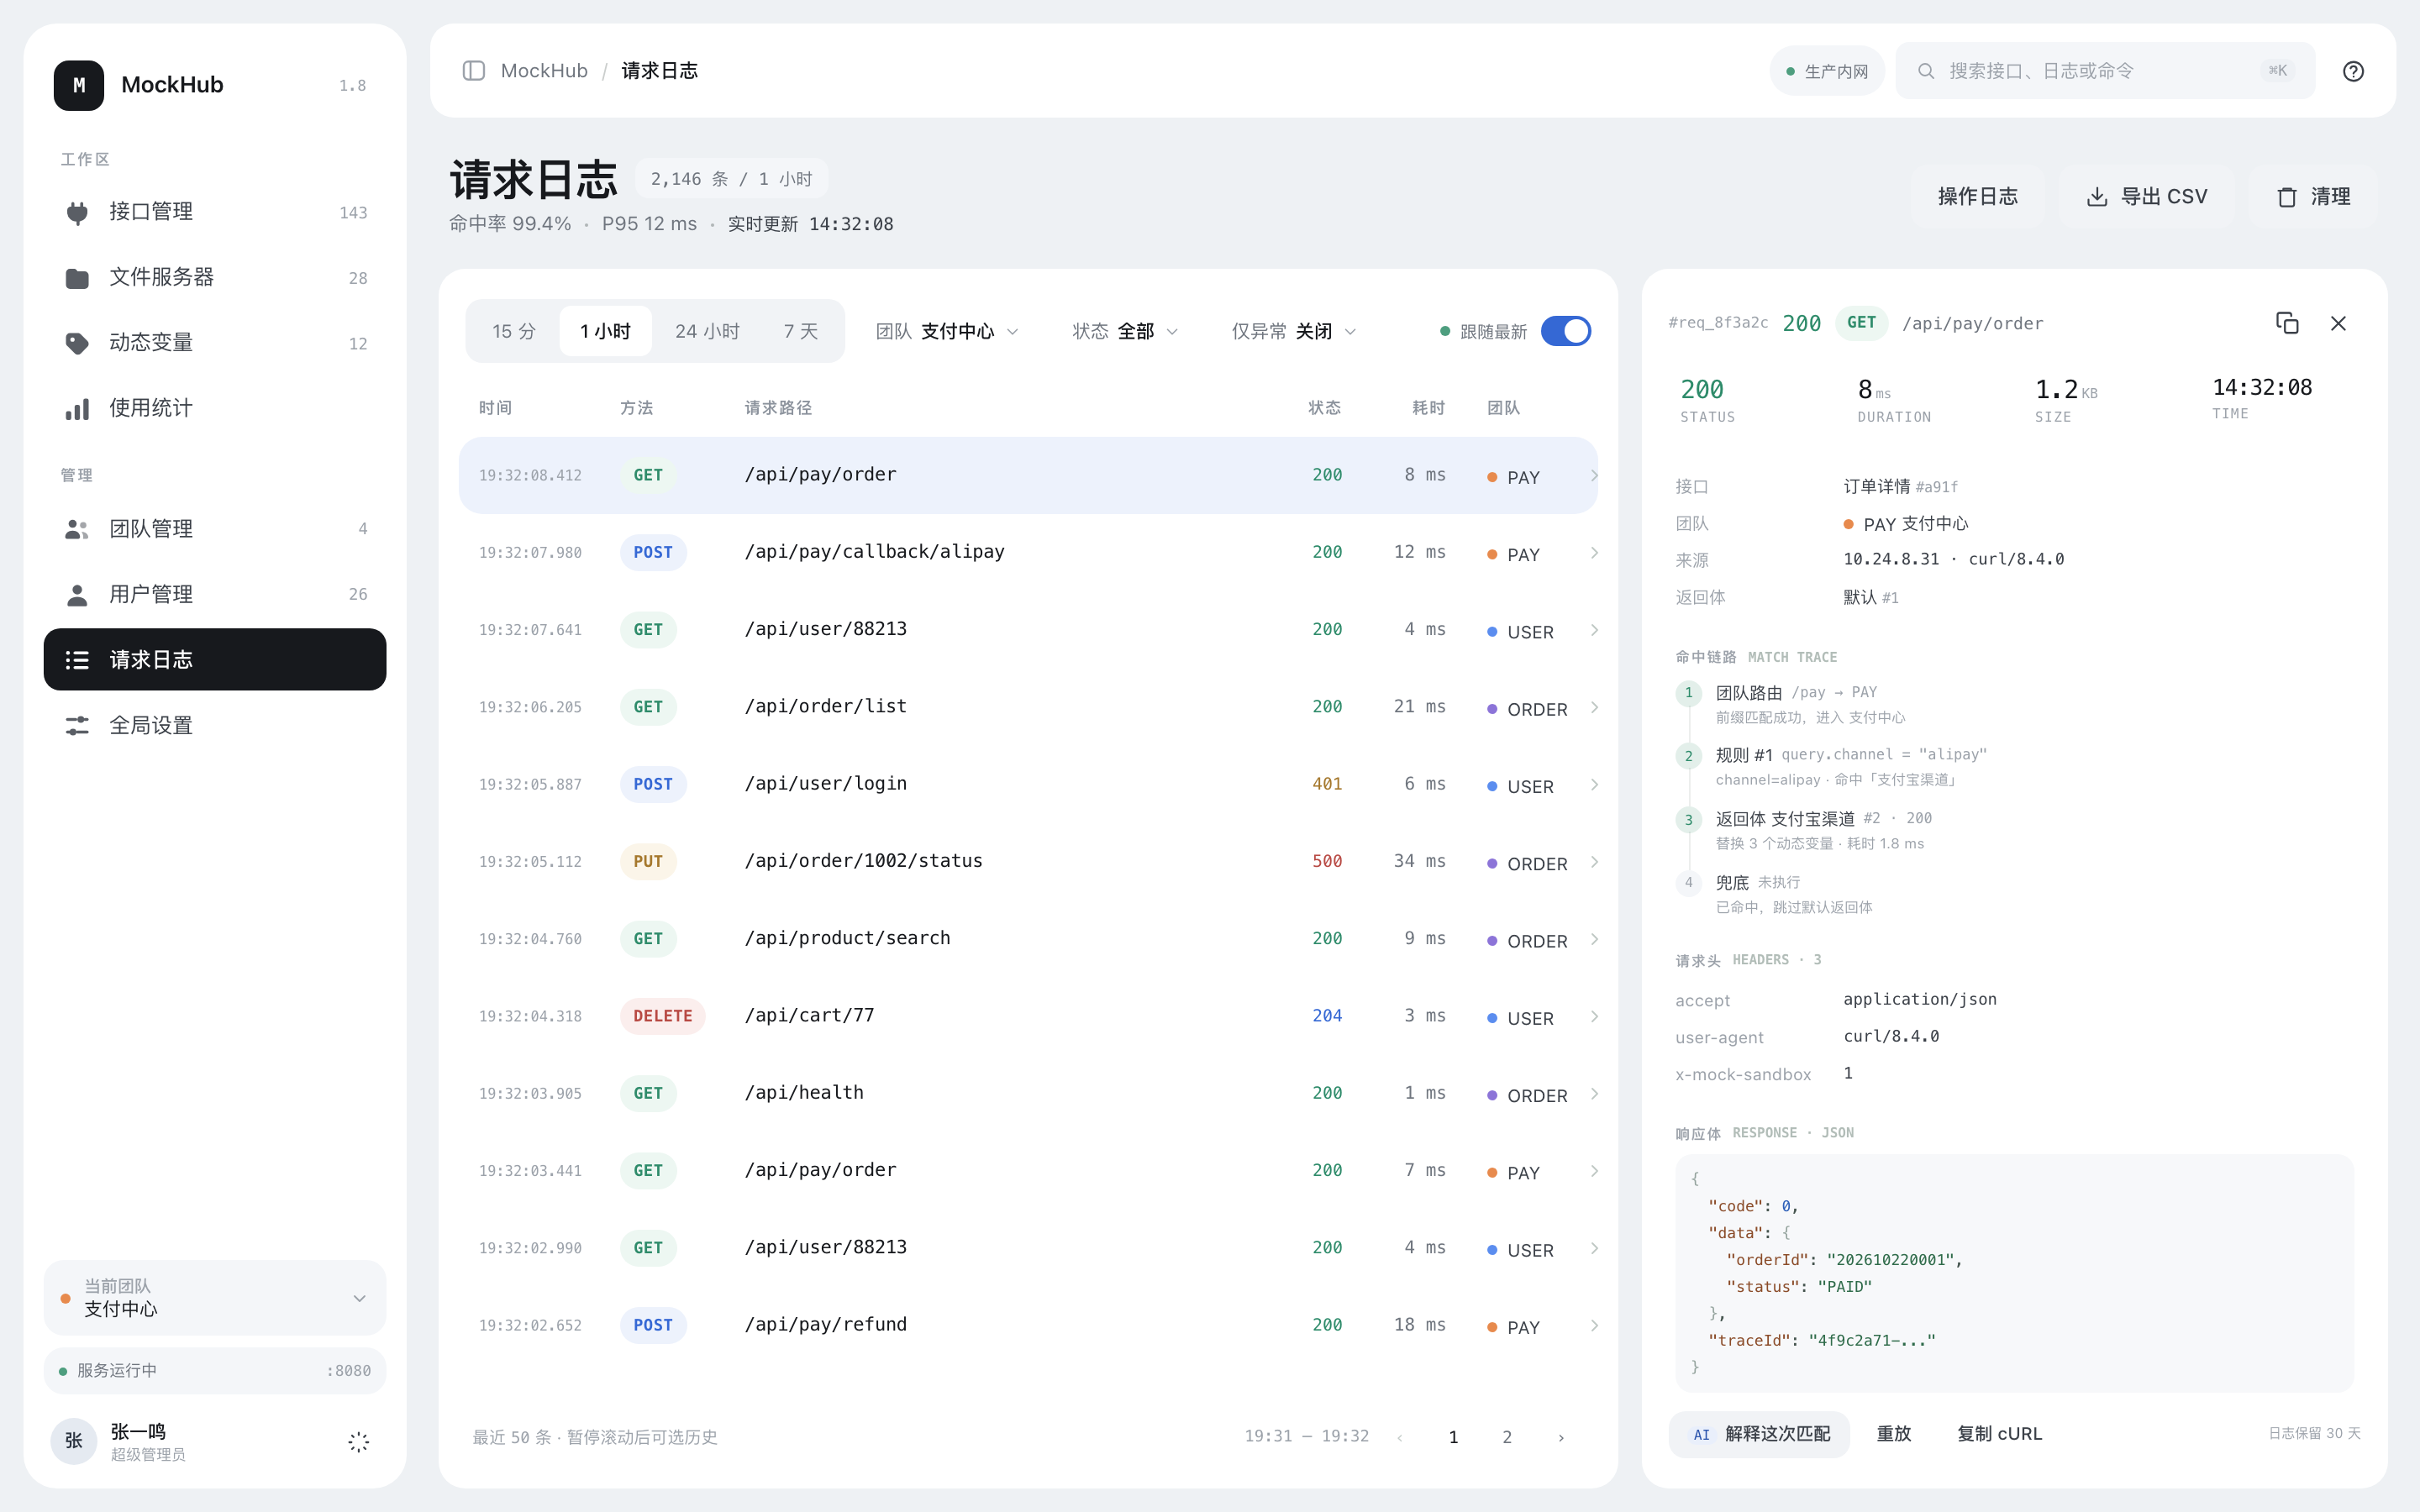 M MockHub 1.8
工作区
接口管理 143
文件服务器 28
动态变量 12
使用统计
管理
团队管理 4
用户管理 26
请求日志
全局设置
当前团队
支付中心
服务运行中 :8080
张 张一鸣
超级管理员
MockHub / 请求日志
生产内网
搜索接口、日志或命令 ⌘K
请求日志 2,146 条 / 1 小时
命中率 99.4% · P95 12 ms · 实时更新 14:32:08
操作日志 导出 CSV 清理
15 分 1 小时 24 小时 7 天 团队 支付中心 状态 全部 仅异常 关闭 跟随最新
时间 方法 请求路径 状态 耗时 团队
19:32:08.412 GET /api/pay/order 200 8 ms PAY
19:32:07.980 POST /api/pay/callback/alipay 200 12 ms PAY
19:32:07.641 GET /api/user/88213 200 4 ms USER
19:32:06.205 GET /api/order/list 200 21 ms ORDER
19:32:05.887 POST /api/user/login 401 6 ms USER
19:32:05.112 PUT /api/order/1002/status 500 34 ms ORDER
19:32:04.760 GET /api/product/search 200 9 ms ORDER
19:32:04.318 DELETE /api/cart/77 204 3 ms USER
19:32:03.905 GET /api/health 200 1 ms ORDER
19:32:03.441 GET /api/pay/order 200 7 ms PAY
19:32:02.990 GET /api/user/88213 200 4 ms USER
19:32:02.652 POST /api/pay/refund 200 18 ms PAY
最近 50 条 · 暂停滚动后可选历史 19:31 — 19:32 ‹ 1 2 ›
#req_8f3a2c 200 GET /api/pay/order
200 8 ms 1.2 KB 14:32:08
STATUS DURATION SIZE TIME
接口 订单详情 #a91f
团队 PAY 支付中心
来源 10.24.8.31 · curl/8.4.0
返回体 默认 #1
命中链路 MATCH TRACE
1 团队路由 /pay → PAY
前缀匹配成功，进入 支付中心
2 规则 #1 query.channel = "alipay"
channel=alipay · 命中「支付宝渠道」
3 返回体 支付宝渠道 #2 · 200
替换 3 个动态变量 · 耗时 1.8 ms
4 兜底 未执行
已命中，跳过默认返回体
请求头 HEADERS · 3
accept application/json
user-agent curl/8.4.0
x-mock-sandbox 1
响应体 RESPONSE · JSON
{
"code": 0,
"data": {
"orderId": "202610220001",
"status": "PAID"
},
"traceId": "4f9c2a71-..."
}
AI 解释这次匹配 重放 复制 cURL 日志保留 30 天